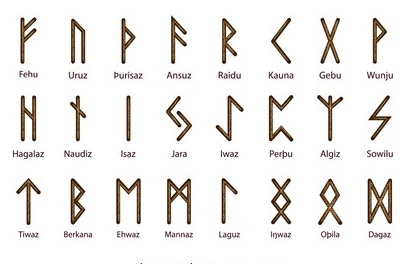 ᚠ ᚢ ᚦ ᚨ ᚱ ᚲ ᚷ ᚹ
Fehu Uruz Þurisaz Ansuz Raidu Kauna Gebu Wunju
ᚺ ᚾ ᛁ ᛃ ᛇ ᛈ ᛉ ᛋ
Hagalaz Naudiz Isaz Jara Iwaz Perþu Algiz Sowilu
ᛏ ᛒ ᛖ ᛗ ᛚ ᛝ ᛟ ᛞ
Tiwaz Berkana Ehwaz Mannaz Laguz Iŋwaz Oþila Dagaz